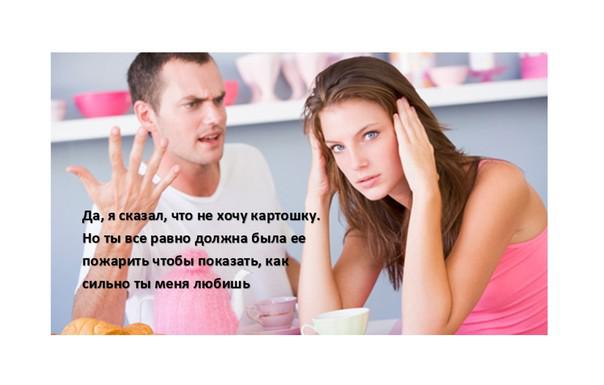 Да, я сказал, что не хочу картошку.
Но ты все равно должна была ее
пожарить чтобы показать, как
сильно ты меня любишь